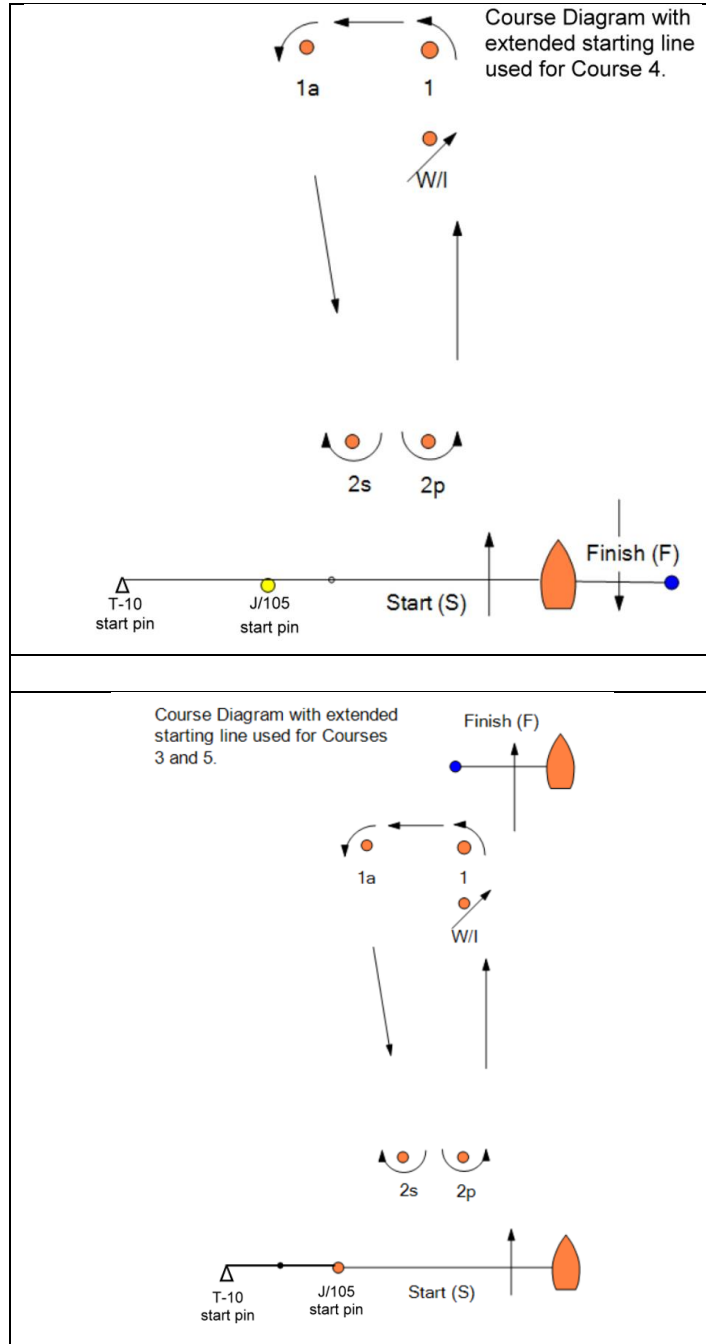 Course Diagram with
extended starting line
used for Course 4.
1a
1
W/I
2s
2p
Finish (F)
T-10
start pin
J/105
start pin
Start (S)
Course Diagram with extended
starting line used for Courses
3 and 5.
Finish (F)
1a
1
W/I
2s
2p
T-10
start pin
J/105
start pin
Start (S)